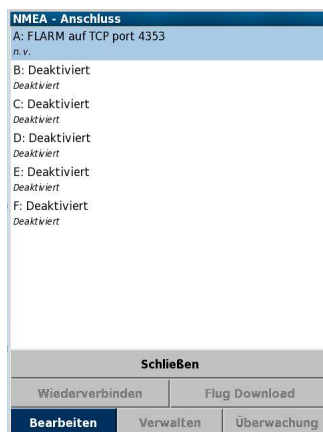 NMEA - Anschluss
A: FLARM auf TCP port 4353
n.v.
B: Deaktiviert
Deaktiviert
C: Deaktiviert
Deaktiviert
D: Deaktiviert
Deaktiviert
E: Deaktiviert
Deaktiviert
F: Deaktiviert
Deaktiviert
Schließen
Wiederverbinden Flug Download
Bearbeiten Verwalten Überwachung